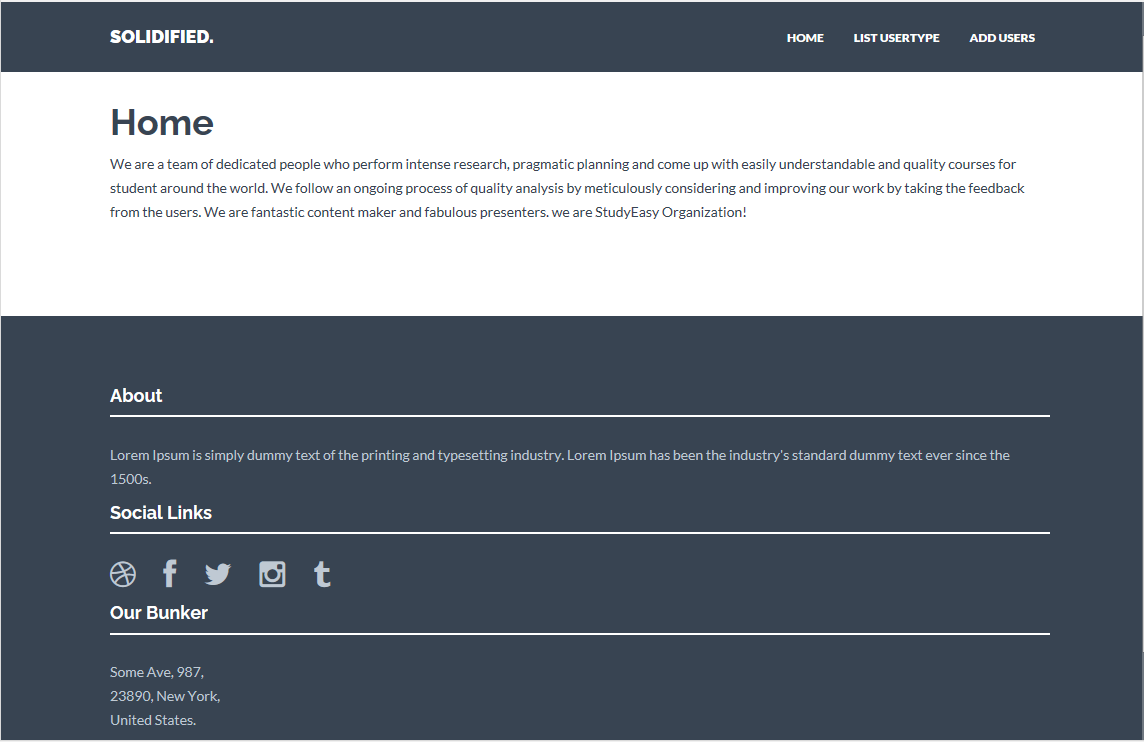 SOLIDIFIED.
HOME LIST USERTYPE ADD USERS
Home
We are a team of dedicated people who perform intense research, pragmatic planning and come up with easily understandable and quality courses for
student around the world. We follow an ongoing process of quality analysis by meticulously considering and improving our work by taking the feedback
from the users. We are fantastic content maker and fabulous presenters. we are StudyEasy Organization!
About
Lorem Ipsum is simply dummy text of the printing and typesetting industry. Lorem Ipsum has been the industry's standard dummy text ever since the
1500s.
Social Links
Our Bunker
Some Ave, 987,
23890, New York,
United States.